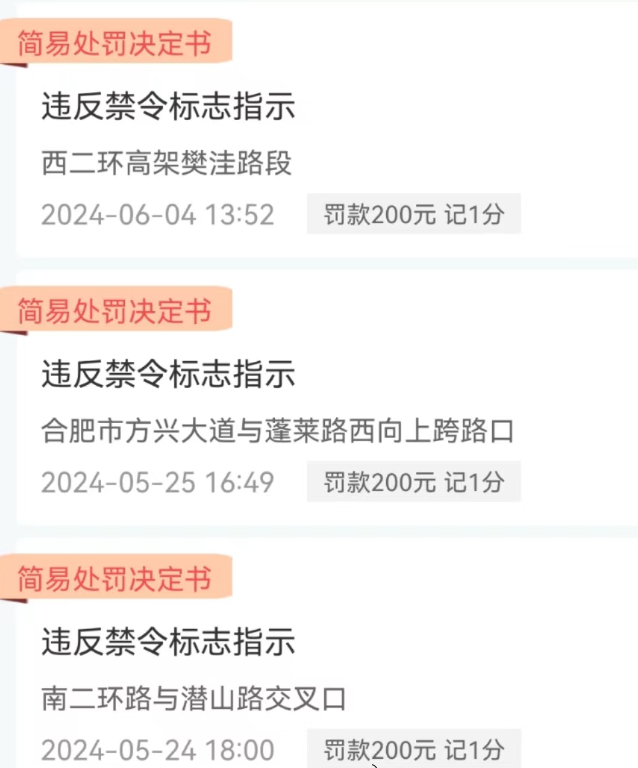 简易处罚决定书
违反禁令标志指示
西二环高架樊洼路段
2024-06-04 13:52 罚款200元 记1分
简易处罚决定书
违反禁令标志指示
合肥市方兴大道与蓬莱路西向上跨路口
2024-05-25 16:49 罚款200元 记1分
简易处罚决定书
违反禁令标志指示
南二环路与潜山路交叉口
2024-05-24 18:00 罚款200元 记1分